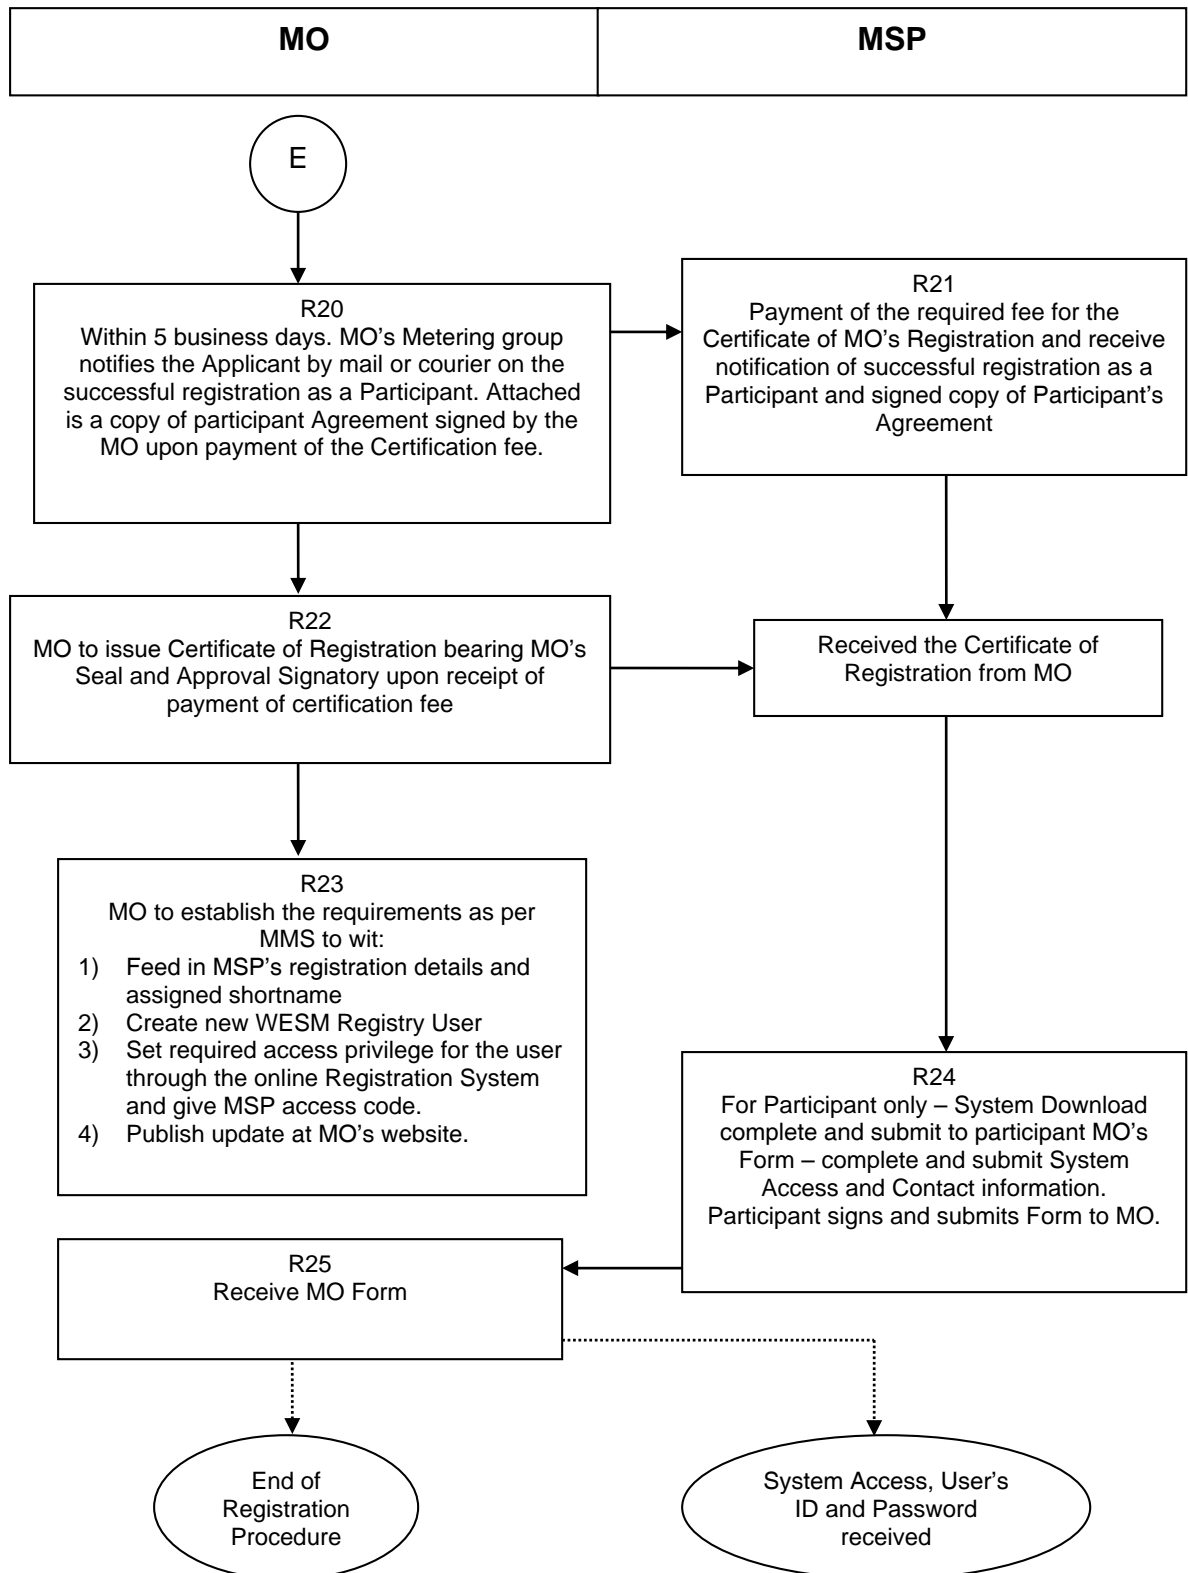 MO
MSP
E
R20
Within 5 business days. MO's Metering group
notifies the Applicant by mail or courier on the
successful registration as a Participant. Attached
is a copy of participant Agreement signed by the
MO upon payment of the Certification fee.
R21
Payment of the required fee for the
Certificate of MO's Registration and receive
notification of successful registration as a
Participant and signed copy of Participant's
Agreement
R22
MO to issue Certificate of Registration bearing MO's
Seal and Approval Signatory upon receipt of
payment of certification fee
Received the Certificate of
Registration from MO
R23
MO to establish the requirements as per
MMS to wit:
1) Feed in MSP's registration details and
assigned shortname
2) Create new WESM Registry User
3) Set required access privilege for the user
through the online Registration System
and give MSP access code.
4) Publish update at MO's website.
R24
For Participant only – System Download
complete and submit to participant MO's
Form – complete and submit System
Access and Contact information.
Participant signs and submits Form to MO.
R25
Receive MO Form
End of
Registration
Procedure
System Access, User's
ID and Password
received